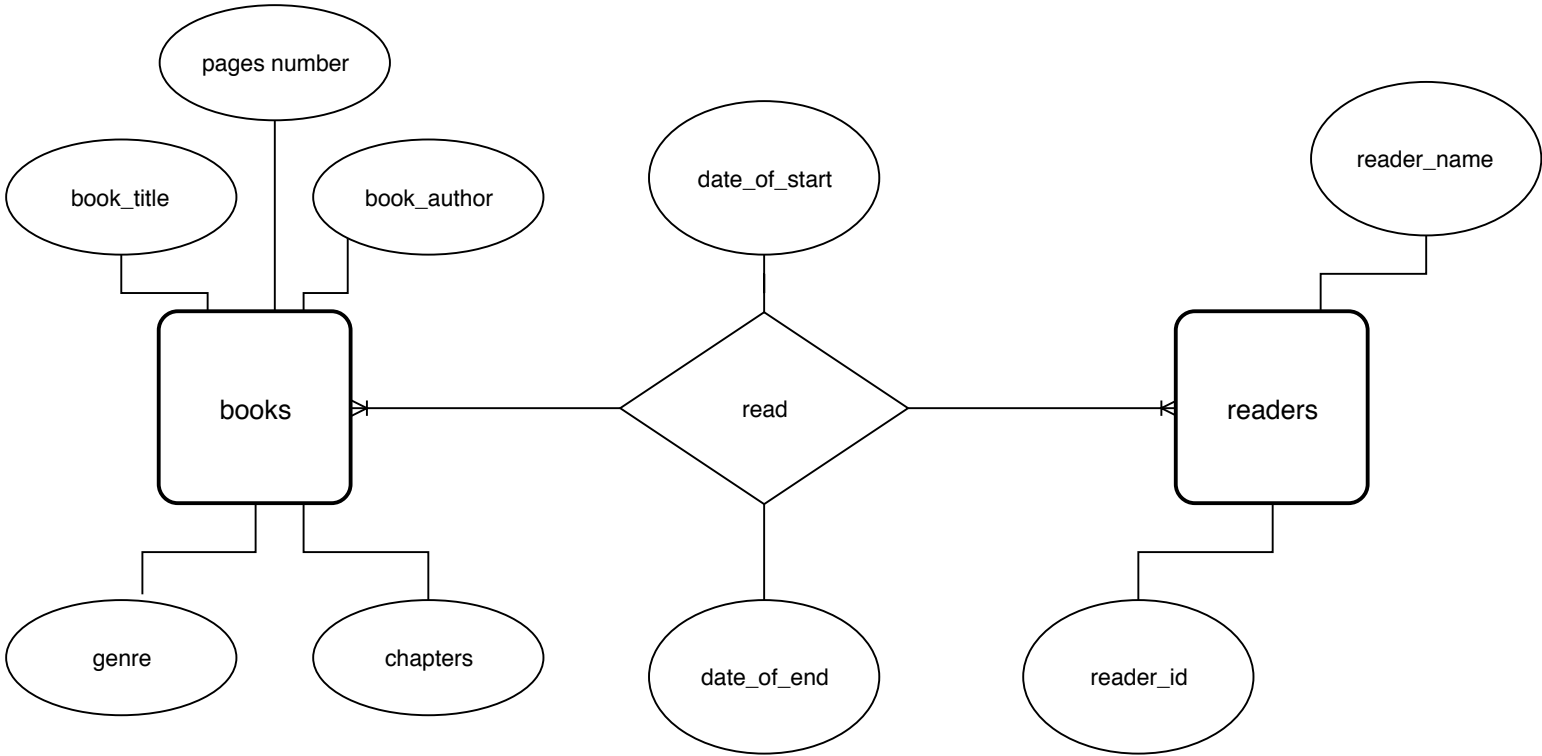 pages number
book_title
book_author
date_of_start
reader_name
books
read
readers
genre
chapters
date_of_end
reader_id